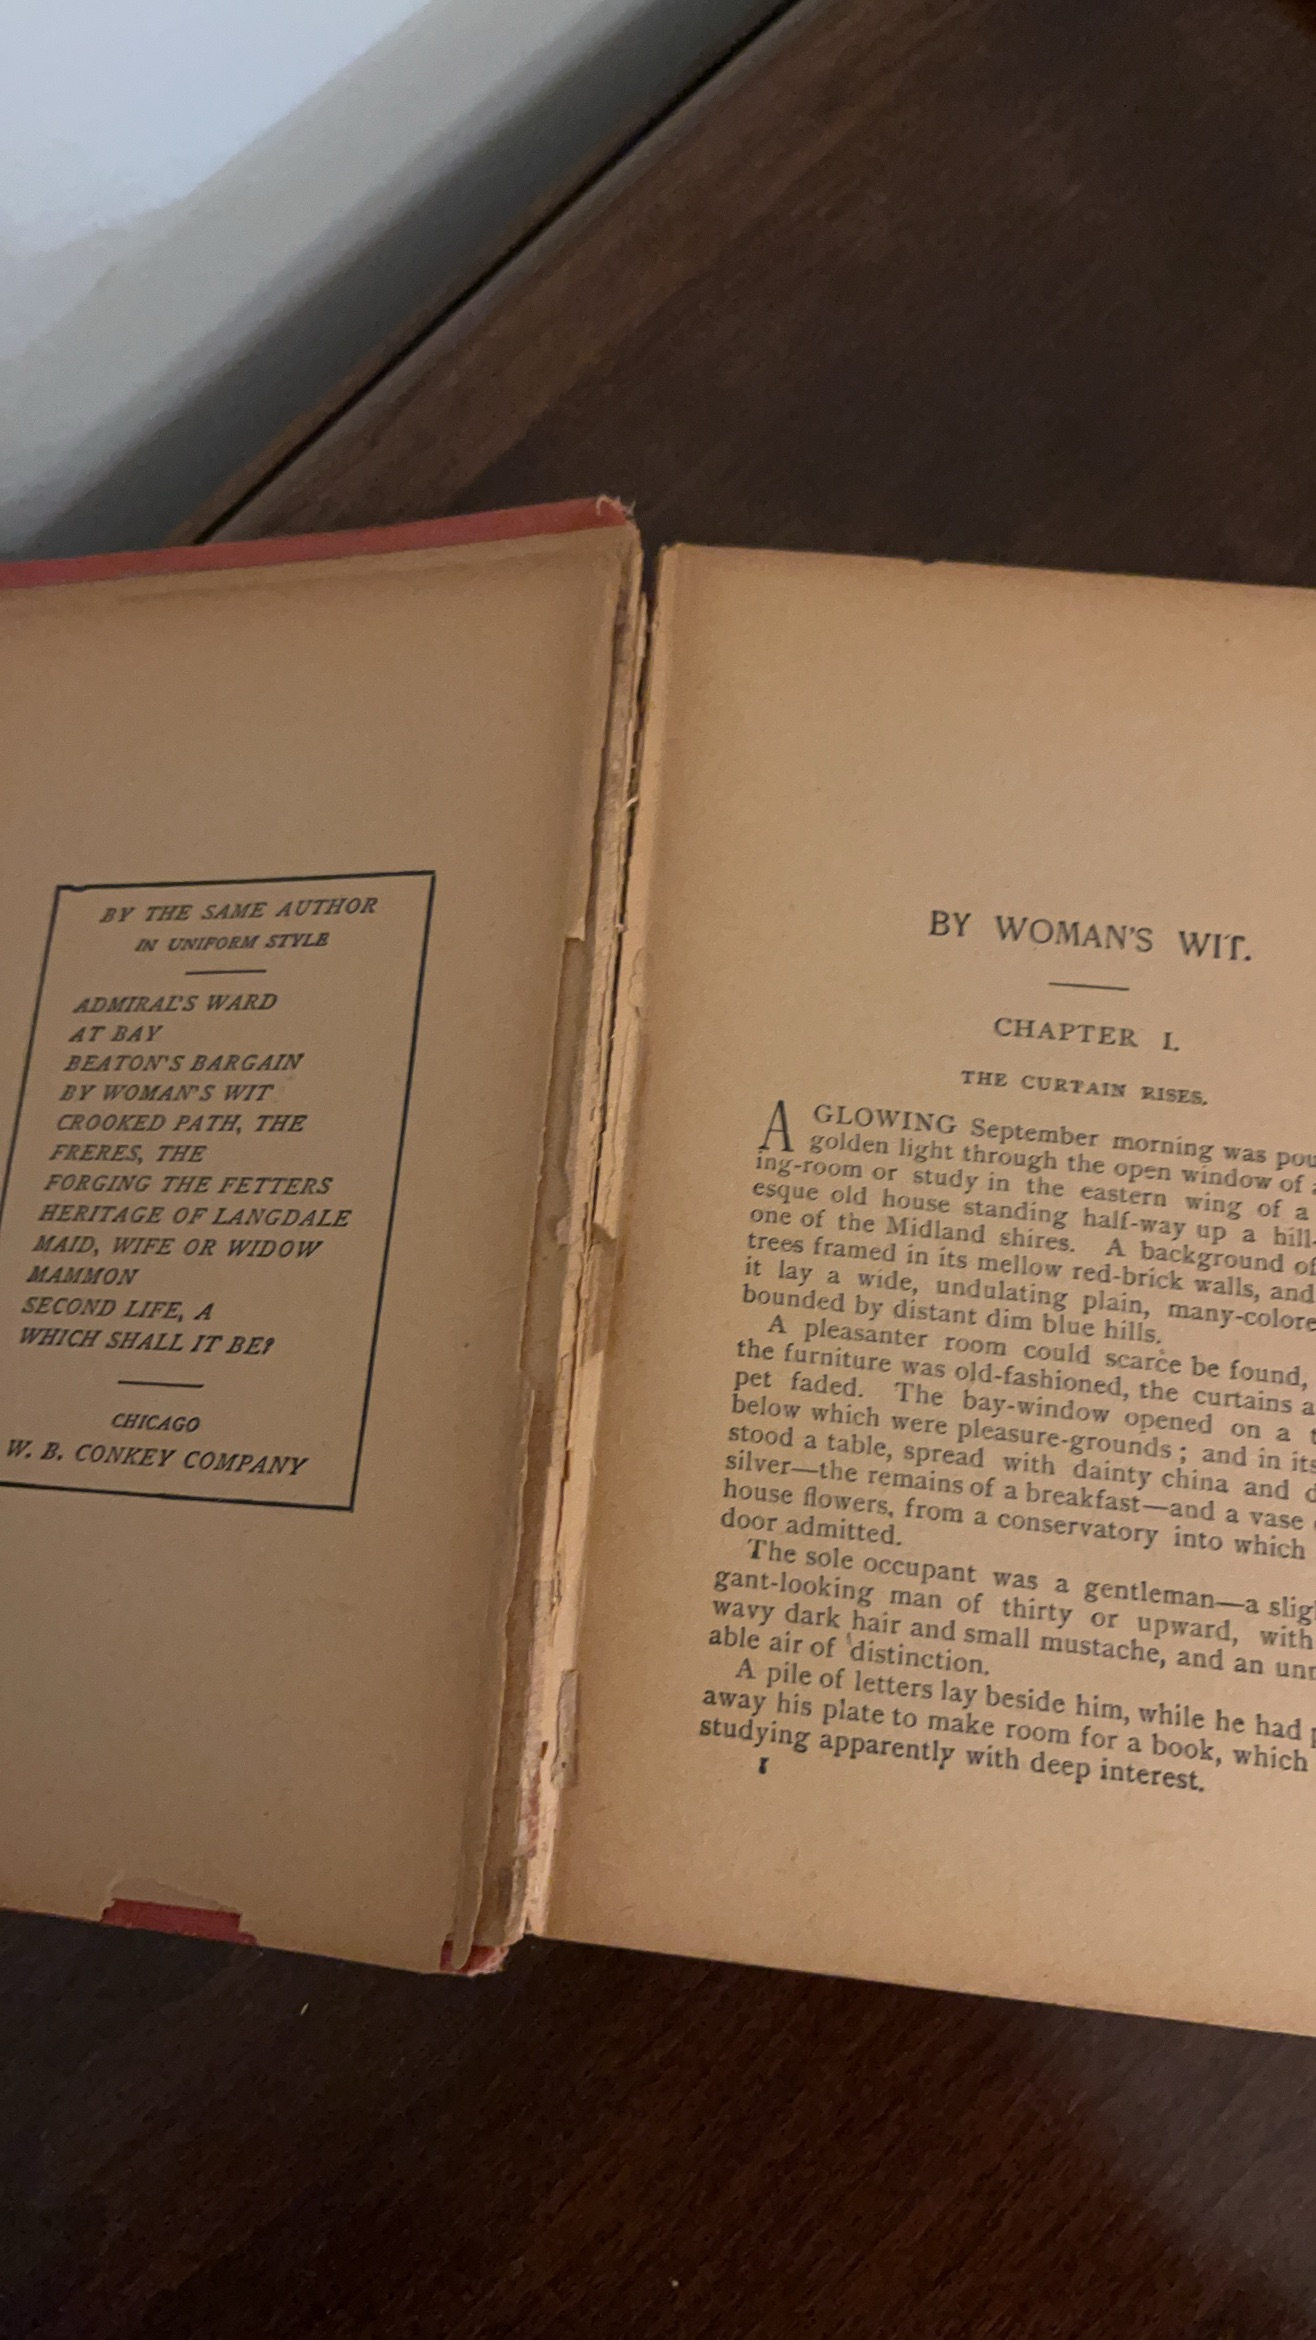 BY THE SAME AUTHOR
IN UNIFORM STYLE
ADMIRAL'S WARD
AT BAY
BEATON'S BARGAIN
BY WOMAN'S WIT
CROOKED PATH, THE
FRERES, THE
FORGING THE FETTERS
HERITAGE OF LANGDALE
MAID, WIFE OR WIDOW
MAMMON
SECOND LIFE, A
WHICH SHALL IT BE?
CHICAGO
W. B. CONKEY COMPANY
BY WOMAN'S WIT.
CHAPTER I.
THE CURTAIN RISES.
A GLOWING September morning was pou
golden light through the open window of
ing-room or study in the eastern wing of a
esque old house standing half-way up a hill-
one of the Midland shires. A background of
trees framed in its mellow red-brick walls, and
it lay a wide, undulating plain, many-colore
bounded by distant dim blue hills.
A pleasanter room could scarce be found,
the furniture was old-fashioned, the curtains a
pet faded. The bay-window opened on a t
below which were pleasure-grounds; and in its
stood a table, spread with dainty china and d
silver—the remains of a breakfast—and a vase
house flowers, from a conservatory into which
door admitted.
The sole occupant was a gentleman—a slig
gant-looking man of thirty or upward, with
wavy dark hair and small mustache, and an unm
able air of distinction.
A pile of letters lay beside him, while he had p
away his plate to make room for a book, which
studying apparently with deep interest.
1